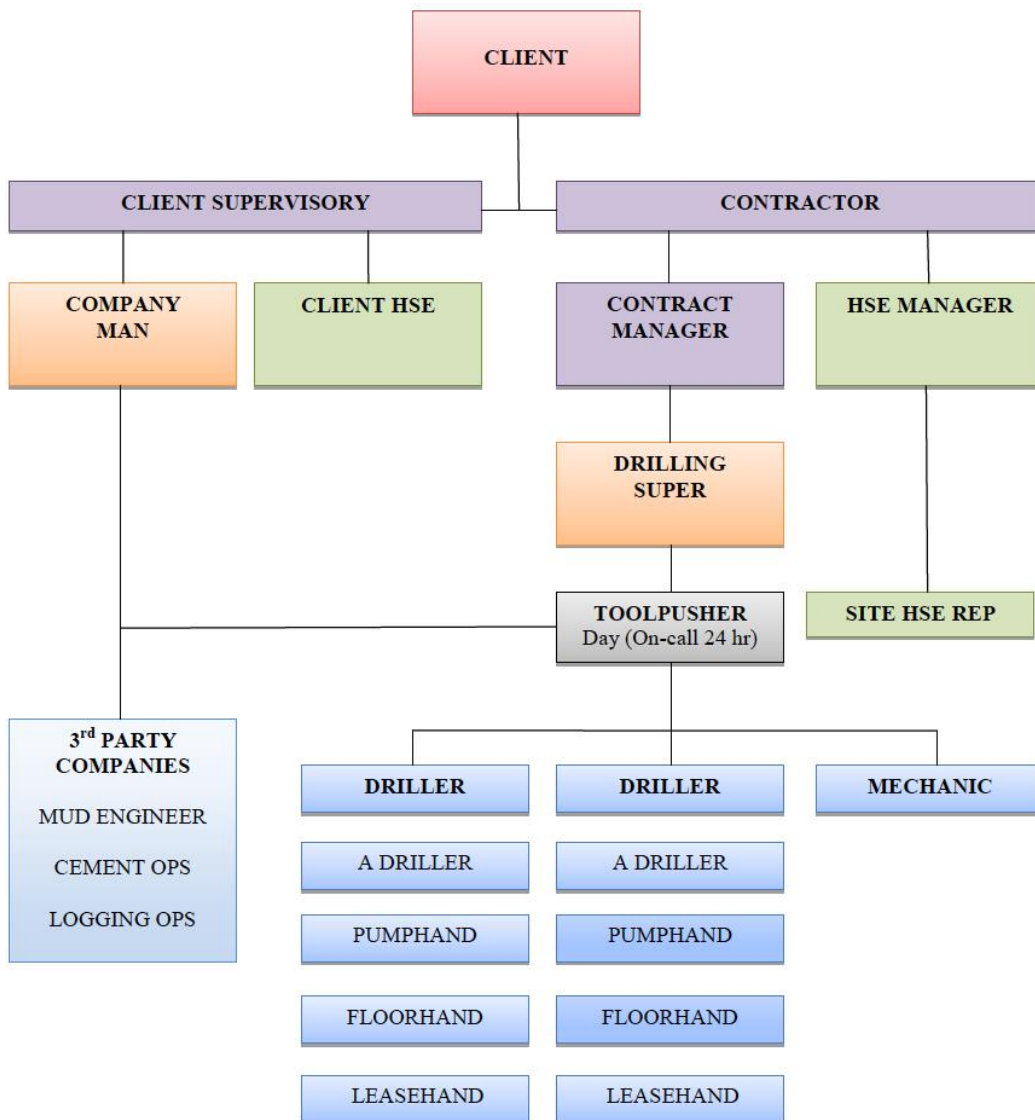 CLIENT
CLIENT SUPERVISORY
CONTRACTOR
COMPANY
MAN
CLIENT HSE
CONTRACT
MANAGER
HSE MANAGER
DRILLING
SUPER
TOOLPUSHER
Day (On-call 24 hr)
SITE HSE REP
3rd PARTY
COMPANIES
MUD ENGINEER
CEMENT OPS
LOGGING OPS
DRILLER
A DRILLER
PUMPHAND
FLOORHAND
LEASEHAND
DRILLER
A DRILLER
PUMPHAND
FLOORHAND
LEASEHAND
MECHANIC